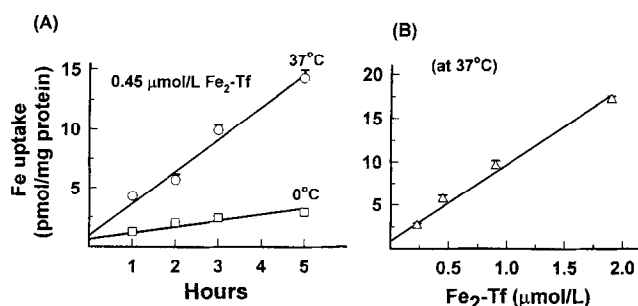 (A)
0.45 μmol/L Fe₂-Tf
37°C
0°C
Fe uptake
(pmol/mg protein)
15
10
5
1 2 3 4 5
Hours
(B)
(at 37°C)
20
15
10
5
0.5 1.0 1.5 2.0
Fe₂-Tf (μmol/L)